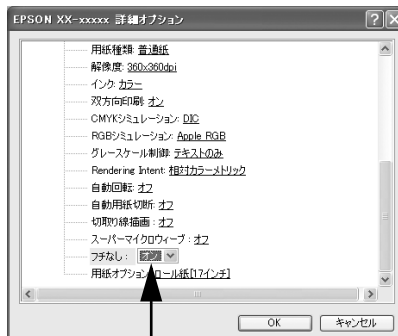 EPSON XX-xxxxx 詳細オプション
用紙種類: 普通紙
解像度: 360x360dpi
インク: カラー
双方向印刷: オン
CMYKシミュレーション: DIC
RGBシミュレーション: Apple RGB
グレースケール制御: テキストのみ
Rendering Intent: 相対カラーメトリック
自動回転: オフ
自動用紙切断: オフ
切取り線描画 : オフ
スーパーマイクロウィーブ : オフ
フチなし : オン
用紙オプション: ロール紙[17インチ]
OK キャンセル